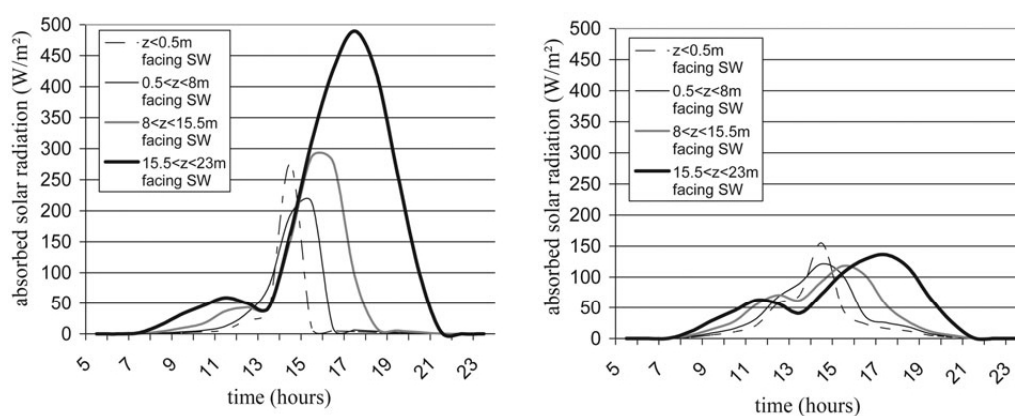 absorbed solar radiation (W/m²)
500
450
400
350
300
250
200
150
100
50
0
z<0.5m
facing SW
0.5<z<8m
facing SW
8<z<15.5m
facing SW
15.5<z<23m
facing SW
5
7
9
11
13
15
17
19
21
23
time (hours)
absorbed solar radiation (W/m²)
500
450
400
350
300
250
200
150
100
50
0
z<0.5m
facing SW
0.5<z<8m
facing SW
8<z<15.5m
facing SW
15.5<z<23m
facing SW
5
7
9
11
13
15
17
19
21
23
time (hours)